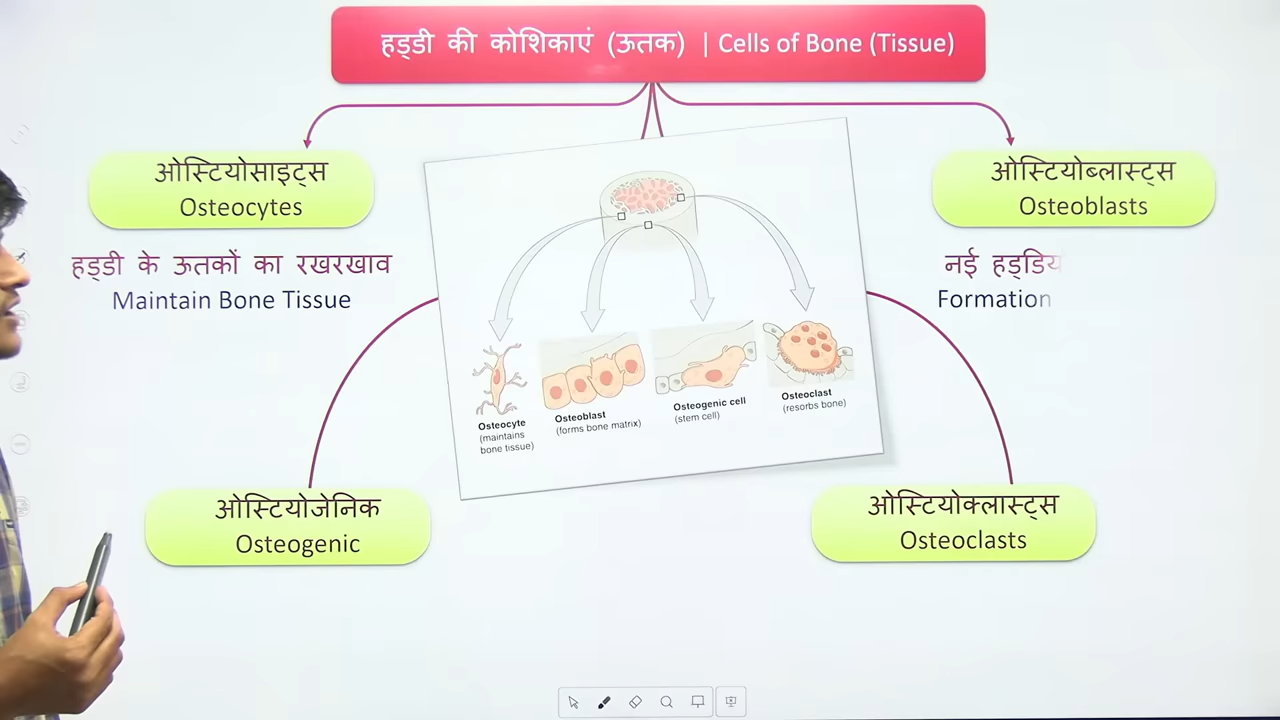 हड्डी की कोशिकाएं (ऊतक) | Cells of Bone (Tissue)
ओस्टियोसाइट्स
Osteocytes
हड्डी के ऊतकों का रखरखाव
Maintain Bone Tissue
ओस्टियोब्लास्ट्स
Osteoblasts
नई
Formation
Osteocyte
(maintains
bone tissue)
Osteoblast
(forms bone matrix)
Osteogenic cell
(stem cell)
Osteoclast
(resorbs bone)
ओस्टियोजेनिक
Osteogenic
ओस्टियोक्लास्ट्स
Osteoclasts